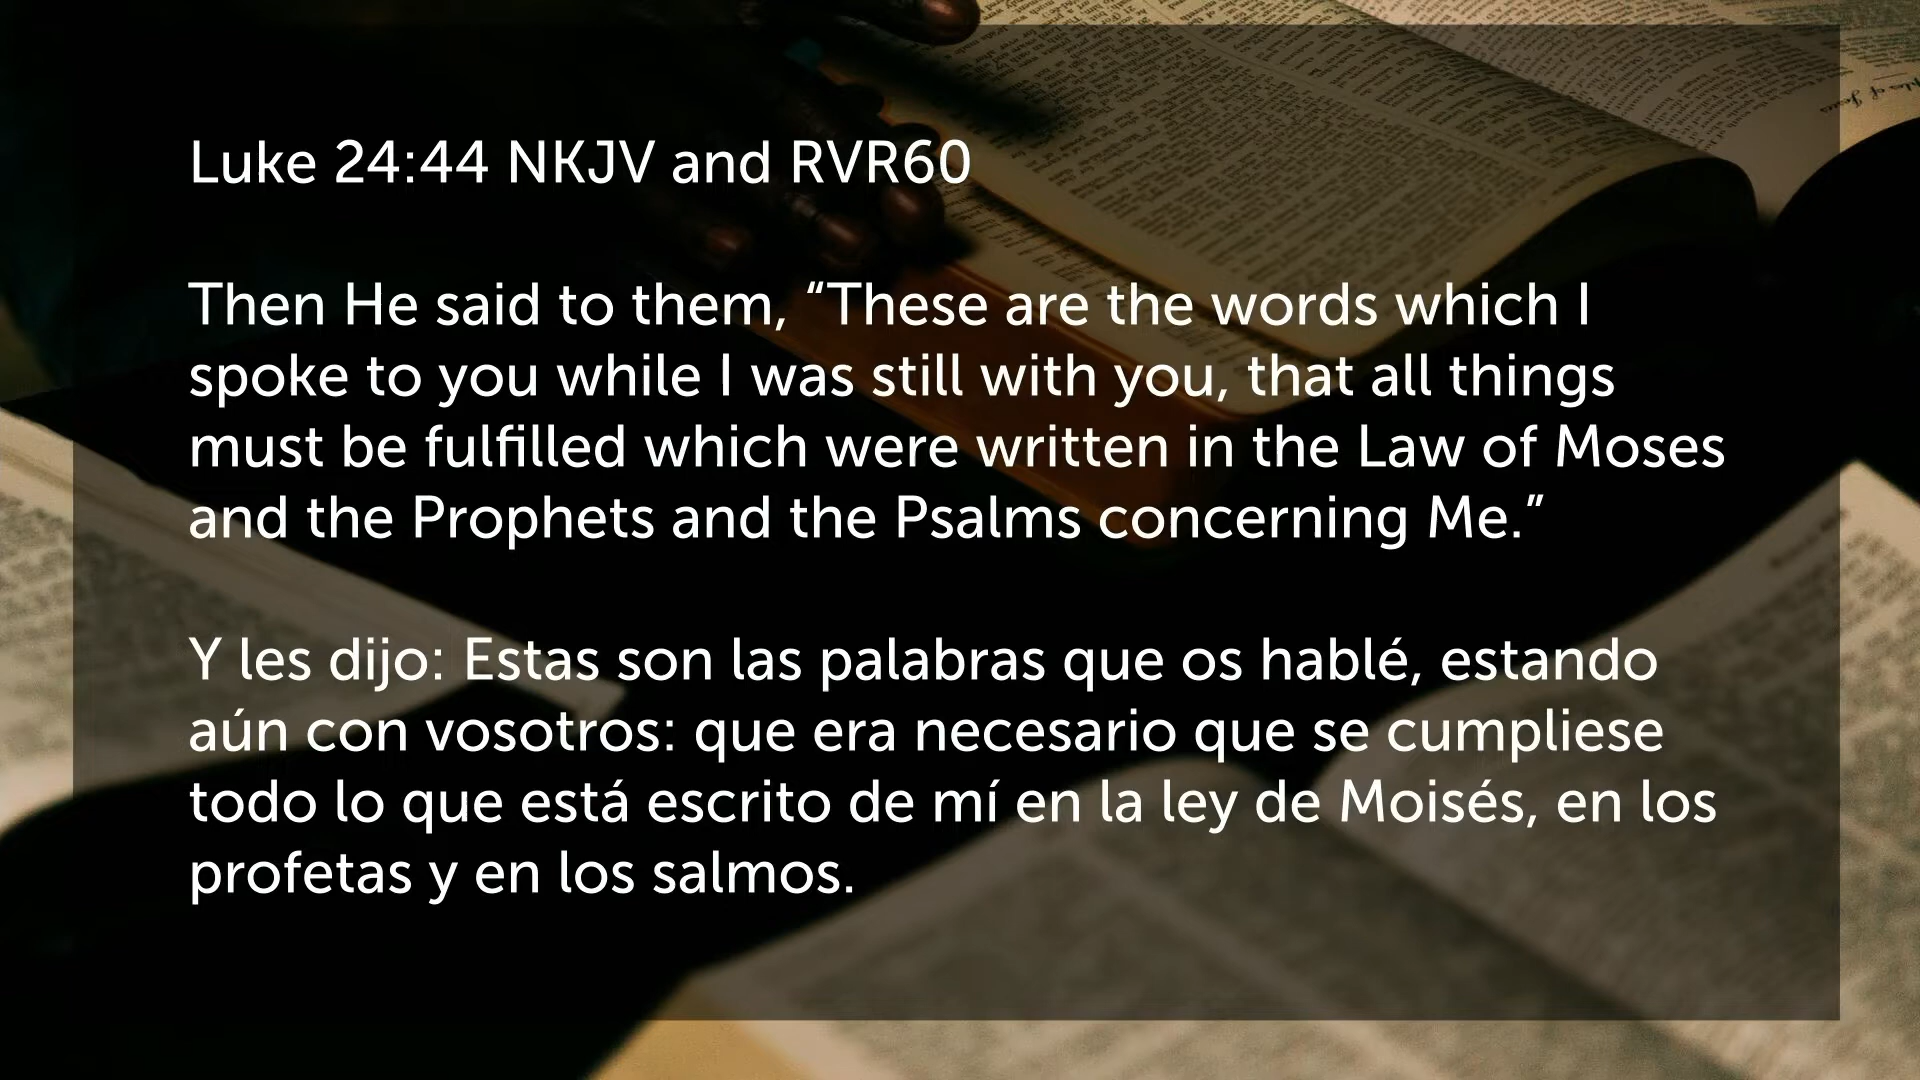 Luke 24:44 NKJV and RVR60
Then He said to them, “These are the words which I
spoke to you while I was still with you, that all things
must be fulfilled which were written in the Law of Moses
and the Prophets and the Psalms concerning Me.”
Y les dijo: Estas son las palabras que os hablé, estando
aún con vosotros: que era necesario que se cumpliese
todo lo que está escrito de mí en la ley de Moisés, en los
profetas y en los salmos.